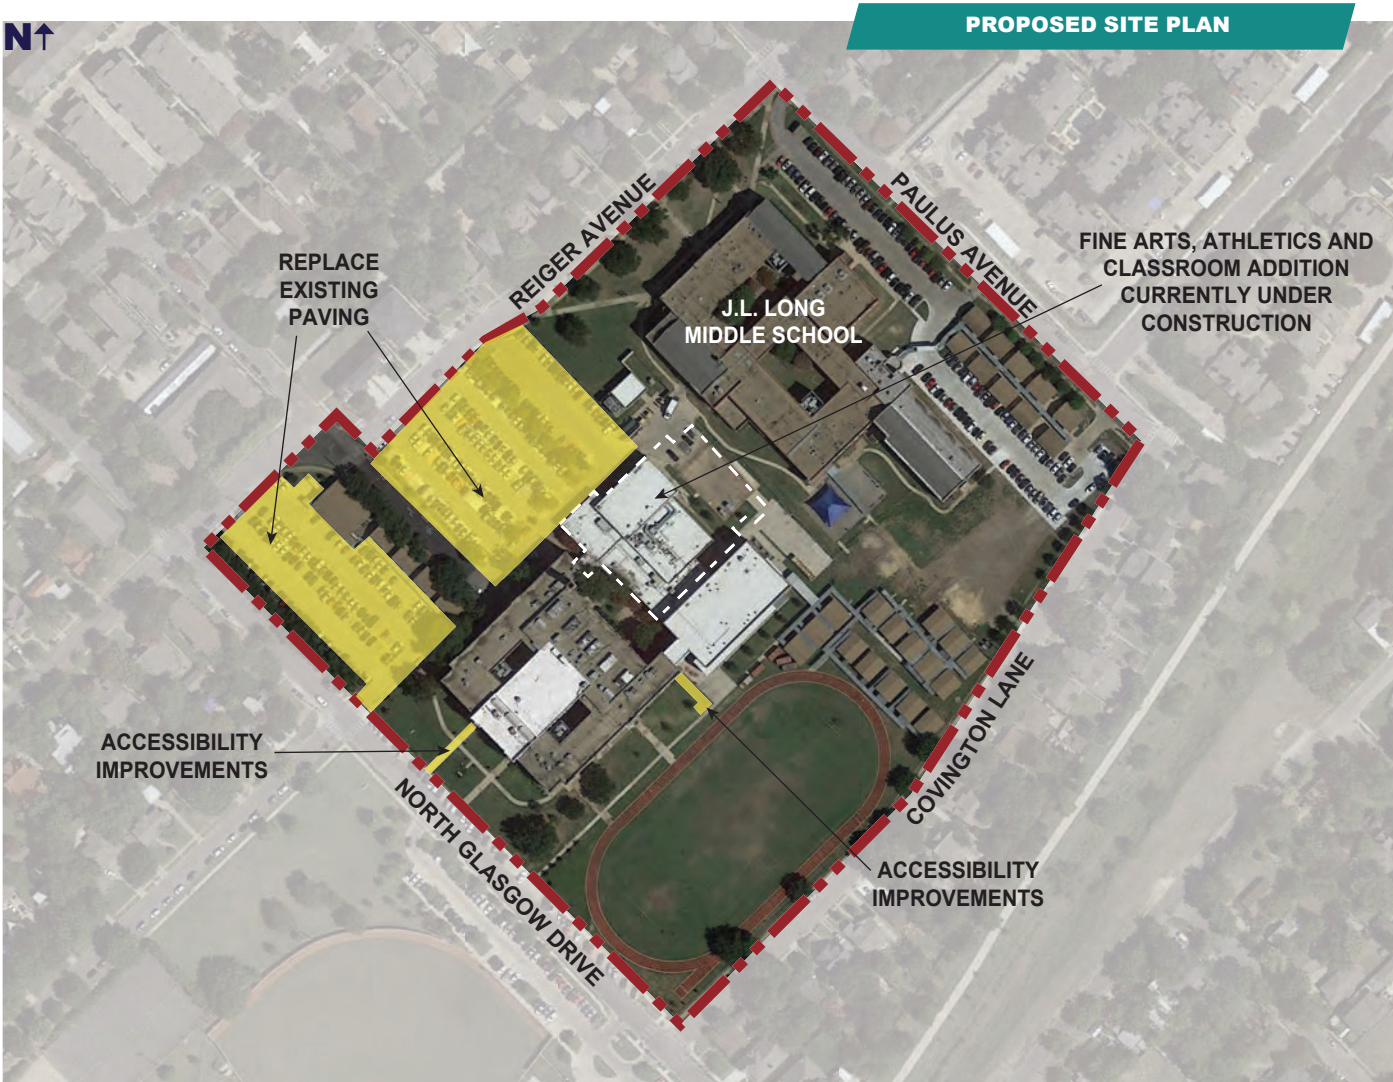 N
PROPOSED SITE PLAN
REIGER AVENUE
PAULUS AVENUE
REPLACE
EXISTING
PAVING
J.L. LONG
MIDDLE SCHOOL
FINE ARTS, ATHLETICS AND
CLASSROOM ADDITION
CURRENTLY UNDER
CONSTRUCTION
ACCESSIBILITY
IMPROVEMENTS
NORTH GLASGOW DRIVE
COVINGTON LANE
ACCESSIBILITY
IMPROVEMENTS